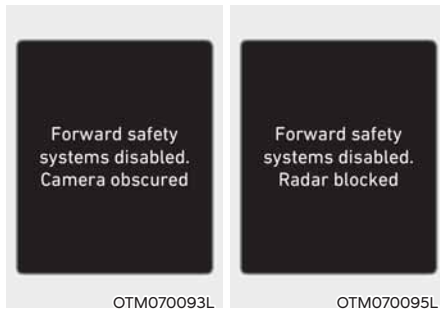 Forward safety
systems disabled.
Camera obscured
OTM070093L
Forward safety
systems disabled.
Radar blocked
OTM070095L